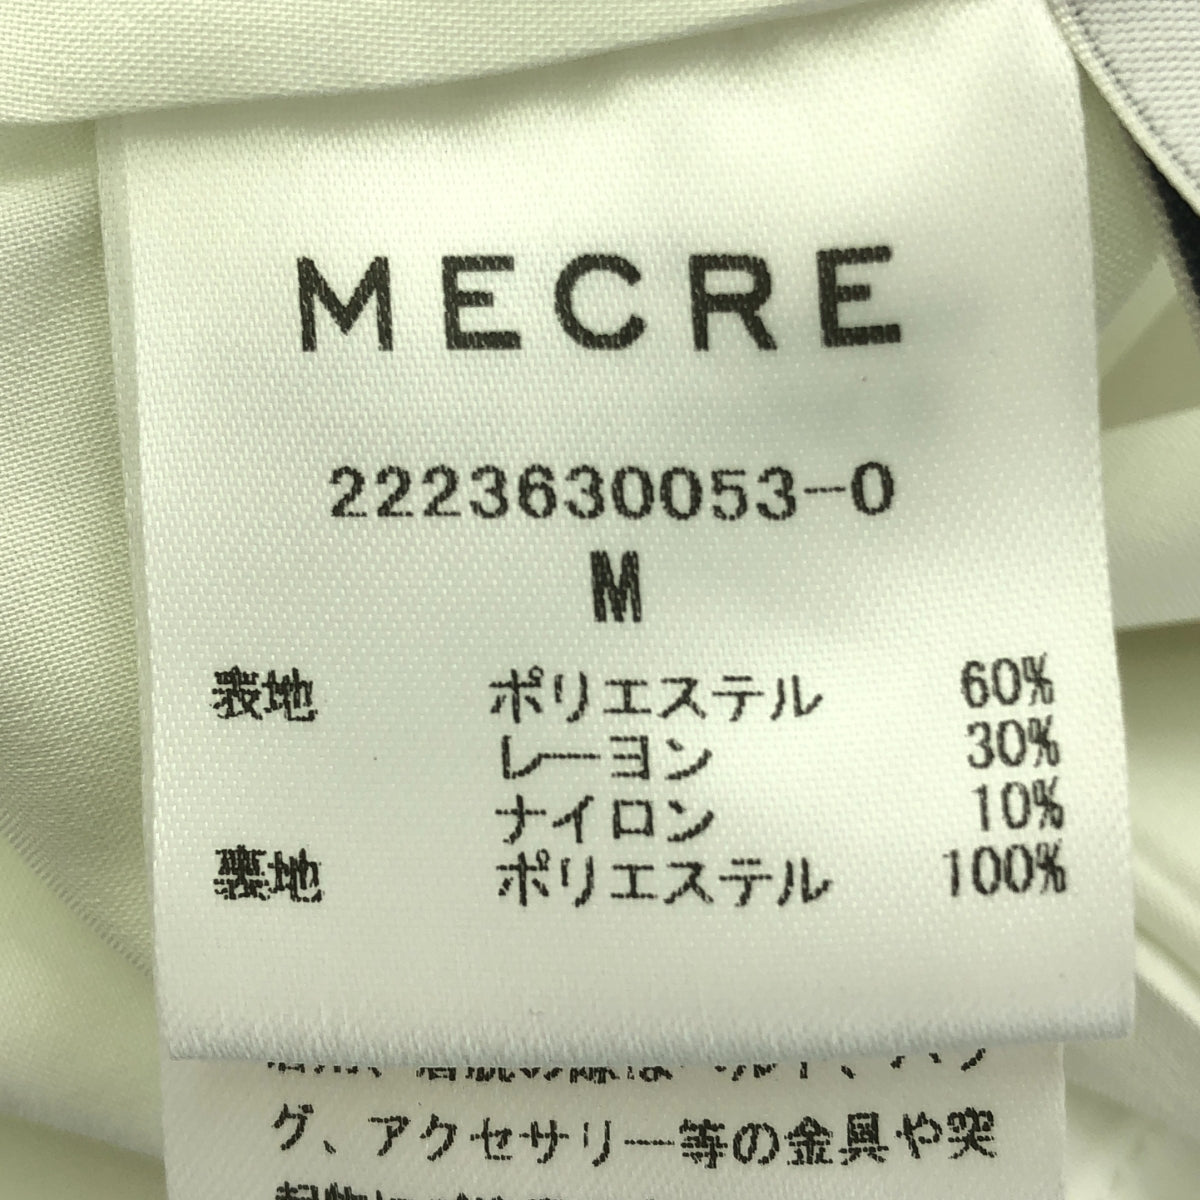 MECRE
2223630053-0
M
表地 ポリエステル 60%
レーヨン 30%
ナイロン 10%
裏地 ポリエステル 100%
グ、アクセサリー等の金具や突